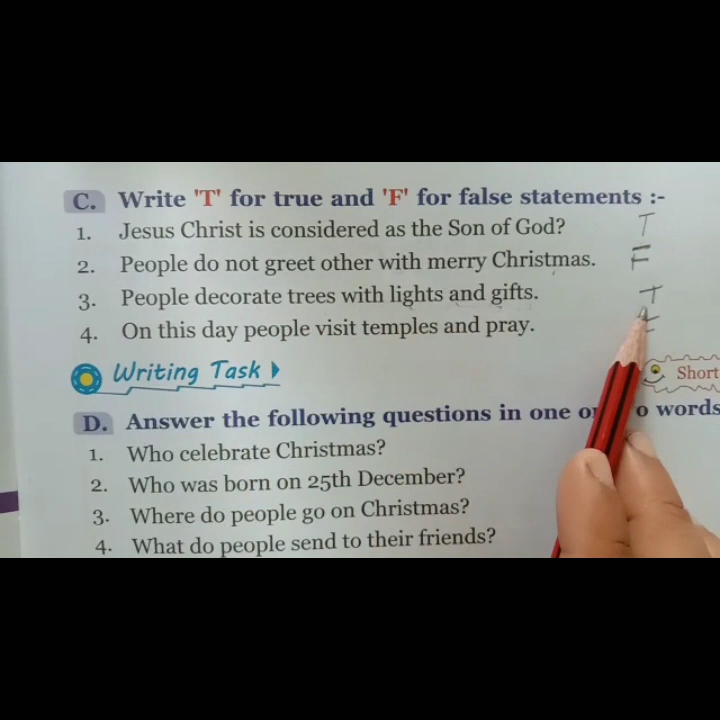 C. Write 'T' for true and 'F' for false statements :-
1. Jesus Christ is considered as the Son of God? T
2. People do not greet other with merry Christmas. F
3. People decorate trees with lights and gifts. T
4. On this day people visit temples and pray.
Writing Task
Short
D. Answer the following questions in one o words
1. Who celebrate Christmas?
2. Who was born on 25th December?
3. Where do people go on Christmas?
4. What do people send to their friends?